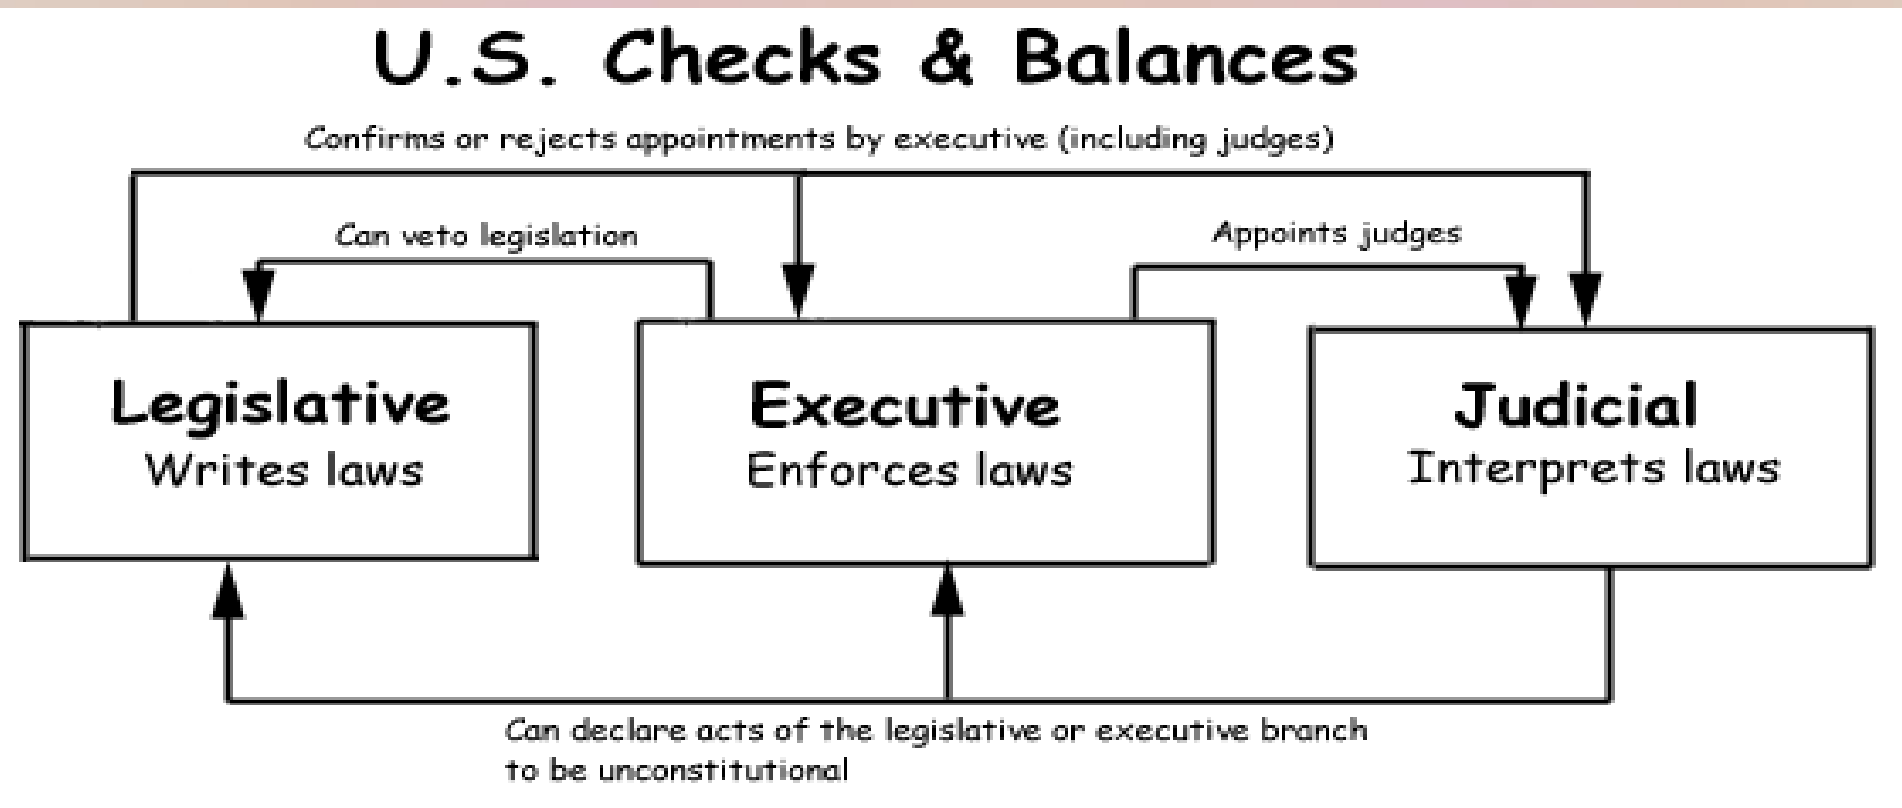 U.S. Checks & Balances
Confirms or rejects appointments by executive (including judges)
Can veto legislation
Appoints judges
Legislative
Writes laws
Executive
Enforces laws
Judicial
Interprets laws
Can declare acts of the legislative or executive branch
to be unconstitutional